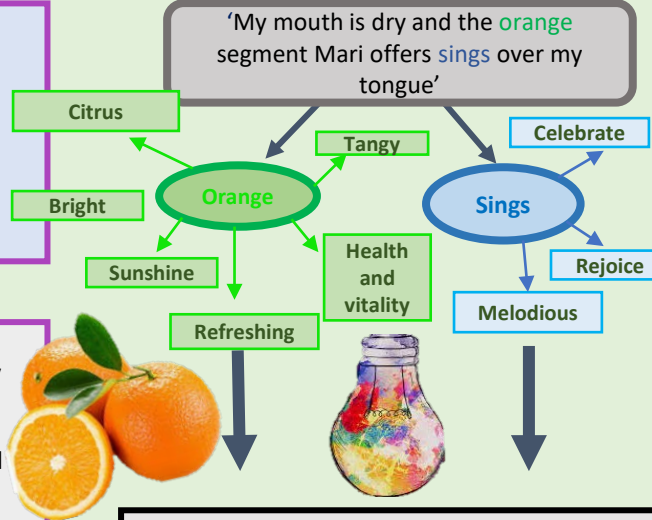 ‘My mouth is dry and the orange
segment Mari offers sings over my
tongue’
Citrus
Tangy
Celebrate
Bright
Orange
Sings
Sunshine
Health
and
vitality
Rejoice
Refreshing
Melodious